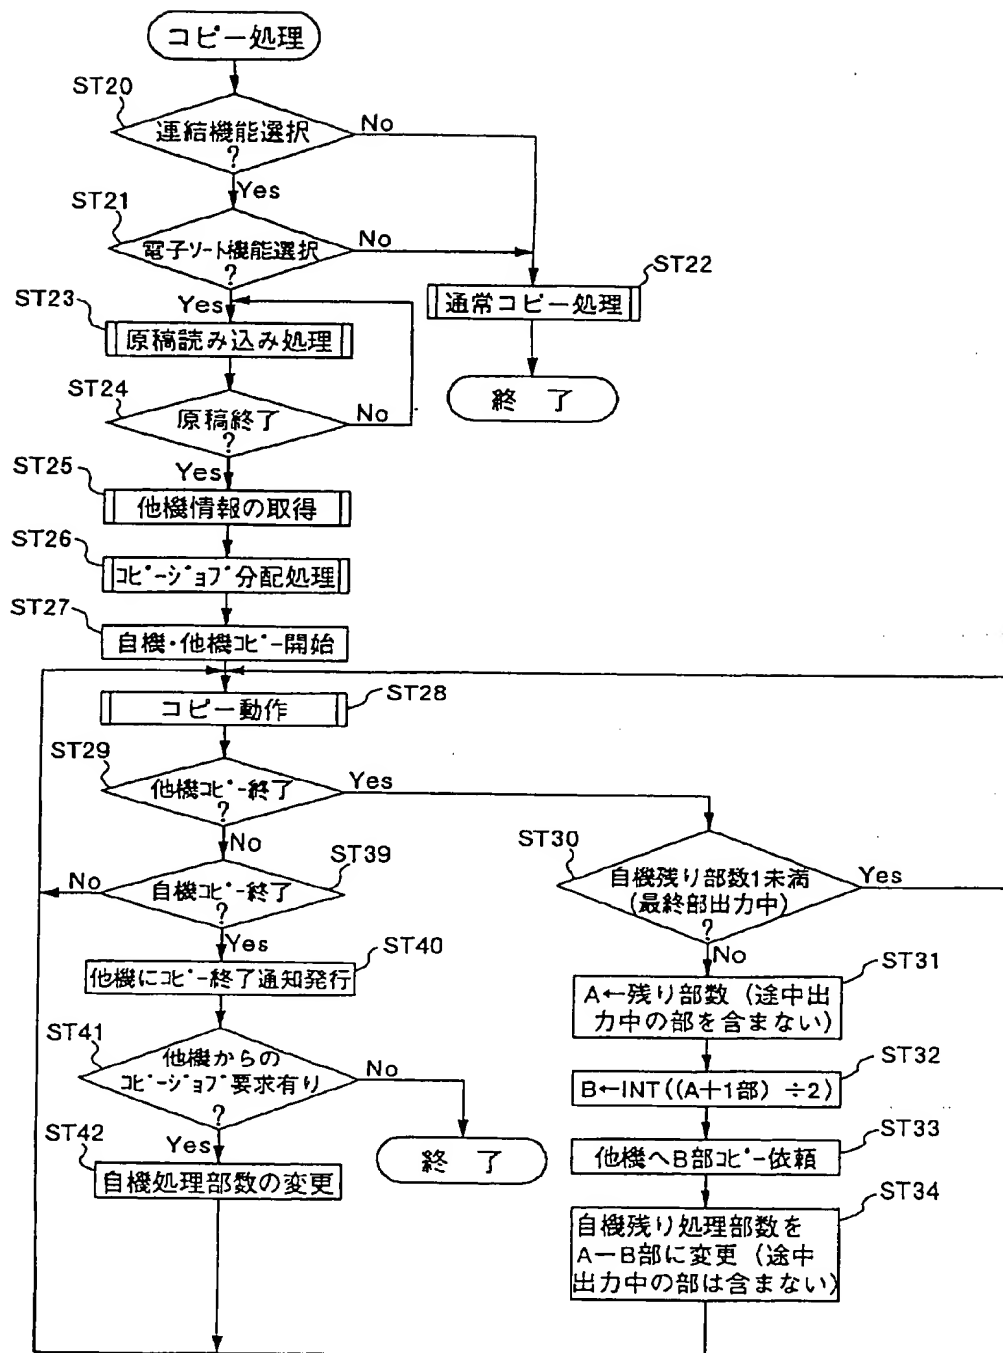 コピー処理
ST20
連結機能選択
?
No
Yes
ST21
電子ソート機能選択
?
No
Yes
ST22
通常コピー処理
終 了
ST23
原稿読み込み処理
ST24
原稿終了
?
No
Yes
ST25
他機情報の取得
ST26
コピージョブ分配処理
ST27
自機・他機コピー開始
コピー動作
ST28
ST29
他機コピー終了
?
Yes
No
ST39
自機コピー終了
?
No
Yes
ST40
他機にコピー終了通知発行
ST41
他機からの
コピージョブ要求有り
?
No
Yes
終 了
ST42
自機処理部数の変更
ST30
自機残り部数1未満
(最終部出力中)
?
Yes
No
ST31
A←残り部数(途中出
力中の部を含まない)
ST32
B←INT((A+1部)÷2)
ST33
他機へB部コピー依頼
ST34
自機残り処理部数を
A−B部に変更(途中
出力中の部は含まない)